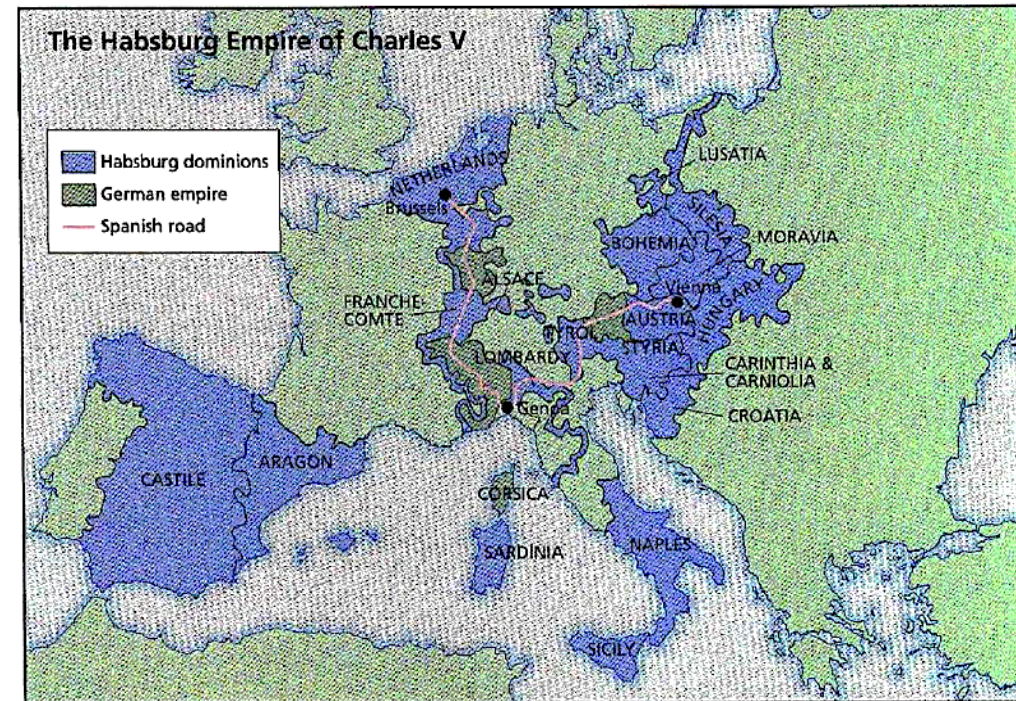 The Habsburg Empire of Charles V
Habsburg dominions
German empire
Spanish road
NETHERLANDS
Brussels
LUSATIA
SILESIA
BOHEMIA
MORAVIA
ALSACE
Vienna
HUNGARY
FRANCHE-
COMTE
AUSTRIA
TYROL
STYRIA
LOMBARDY
CARINTHIA &
CARNIOLIA
CROATIA
Genoa
ARAGON
CASTILE
CORSICA
SARDINIA
NAPLES
SICILY